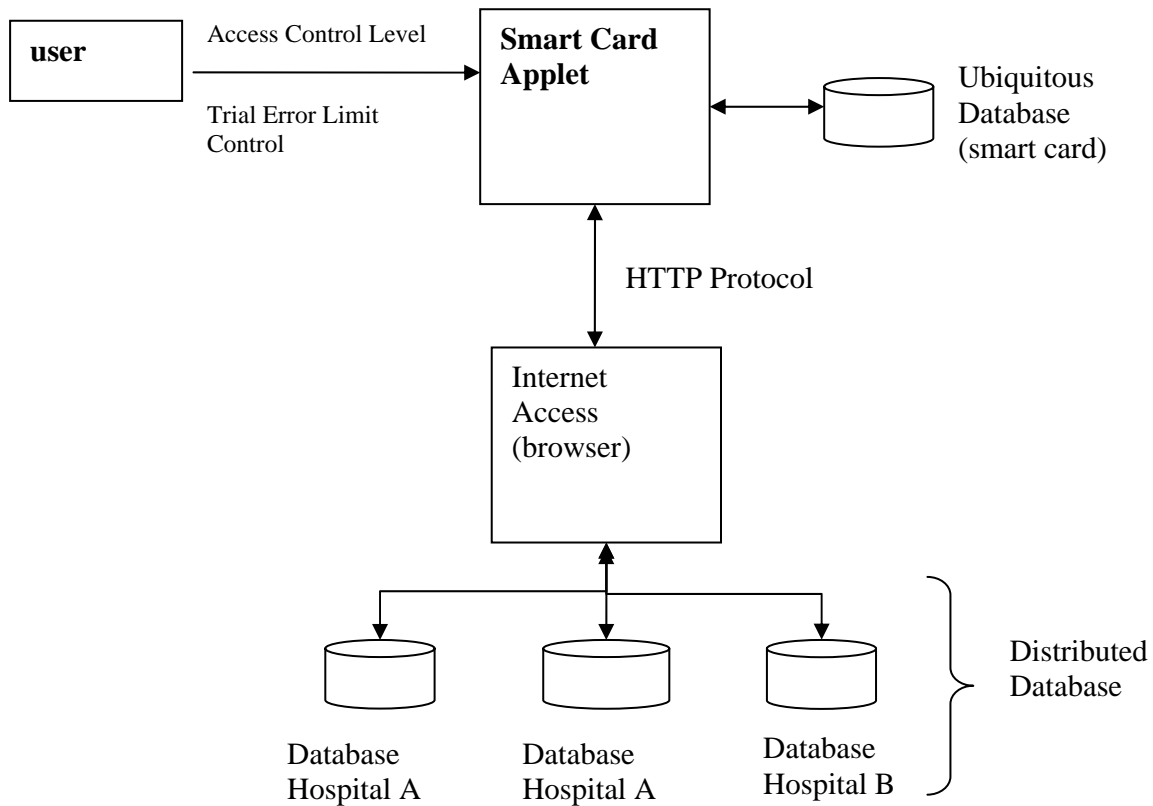 user
Access Control Level
Trial Error Limit
Control
Smart Card
Applet
Ubiquitous
Database
(smart card)
HTTP Protocol
Internet
Access
(browser)
Distributed
Database
Database
Hospital A
Database
Hospital A
Database
Hospital B